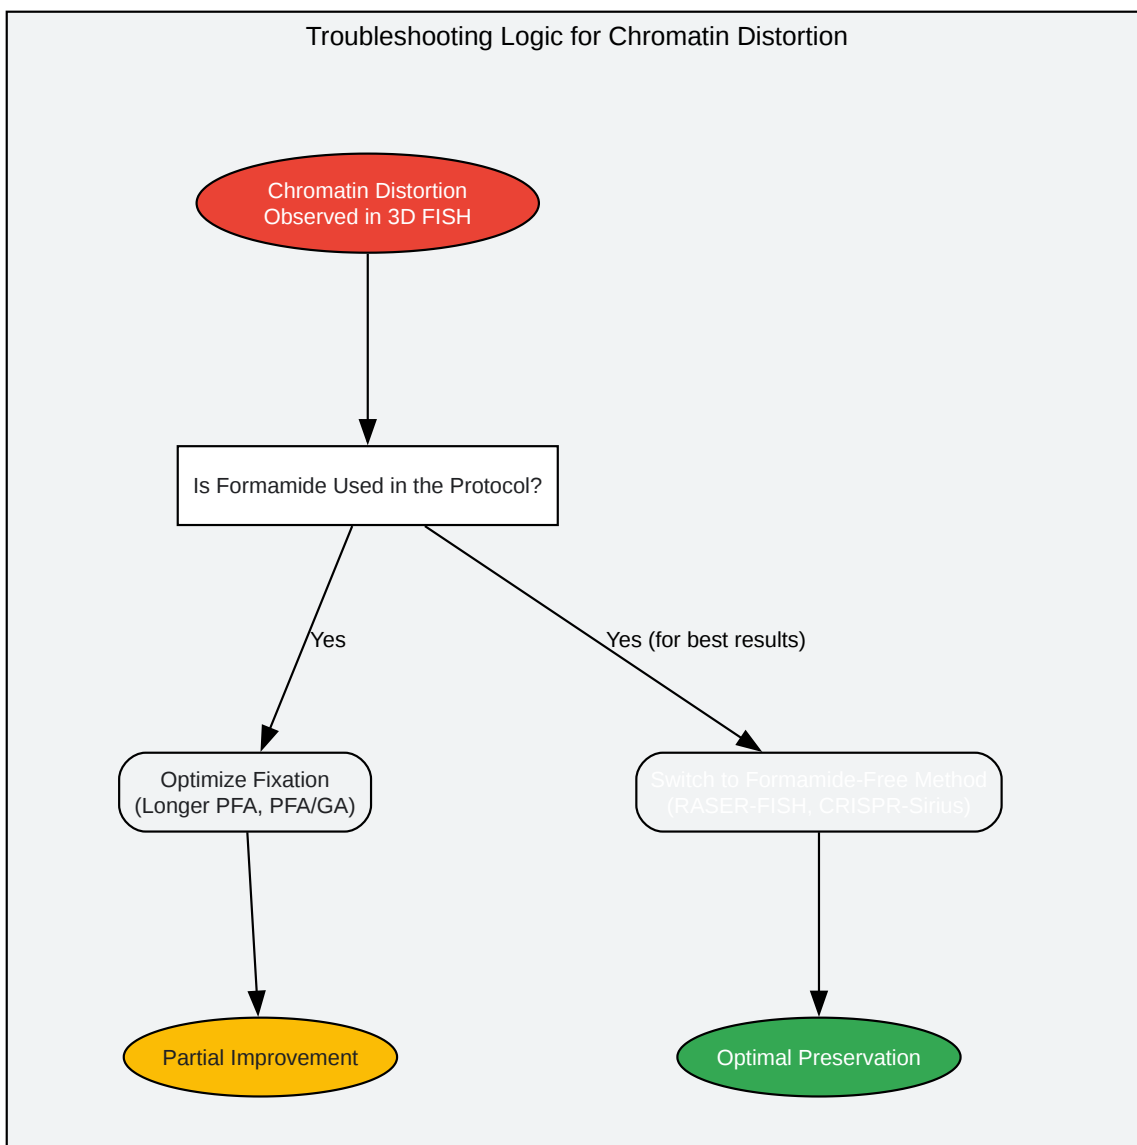 Troubleshooting Logic for Chromatin Distortion
Chromatin Distortion
Observed in 3D FISH
Is Formamide Used in the Protocol?
Yes
Yes (for best results)
Optimize Fixation
(Longer PFA, PFA/GA)
Switch to Formamide-Free Method
(RASER-FISH, CRISPR-Sirius)
Partial Improvement
Optimal Preservation